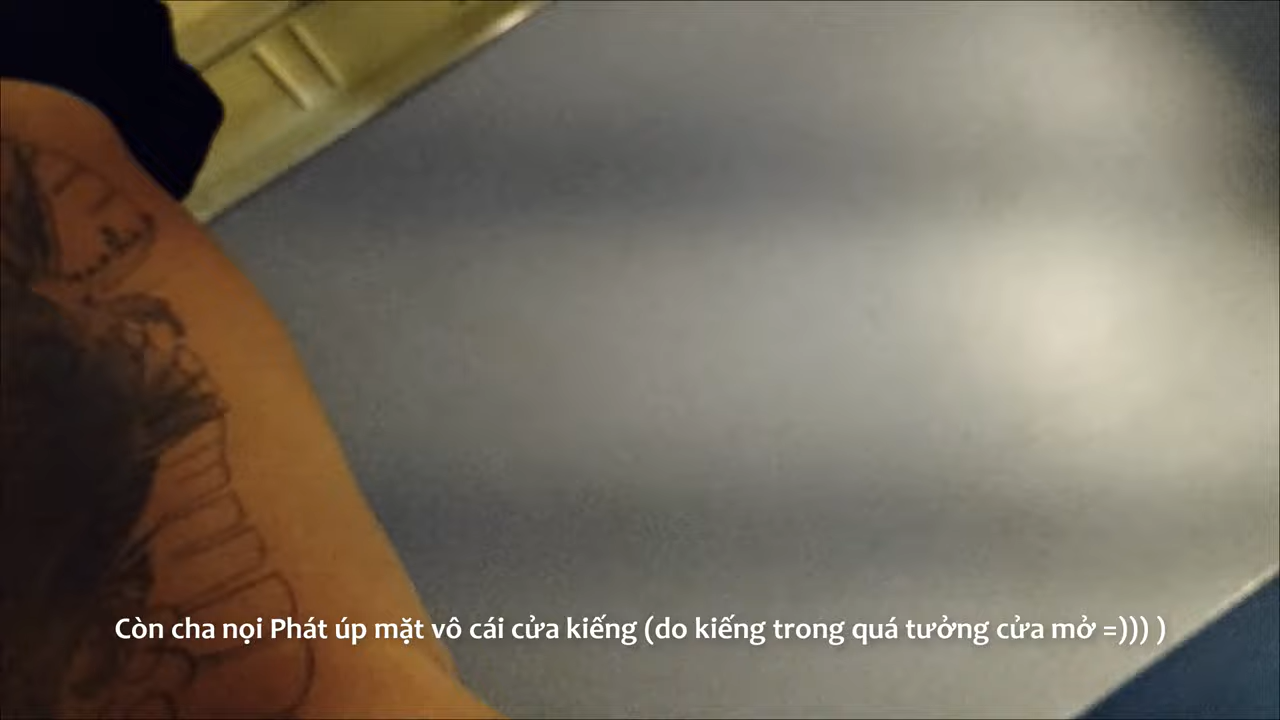 Còn cha nọi Phát úp mặt vô cái cửa kiếng (do kiếng trong quá tưởng cửa mở =))) )